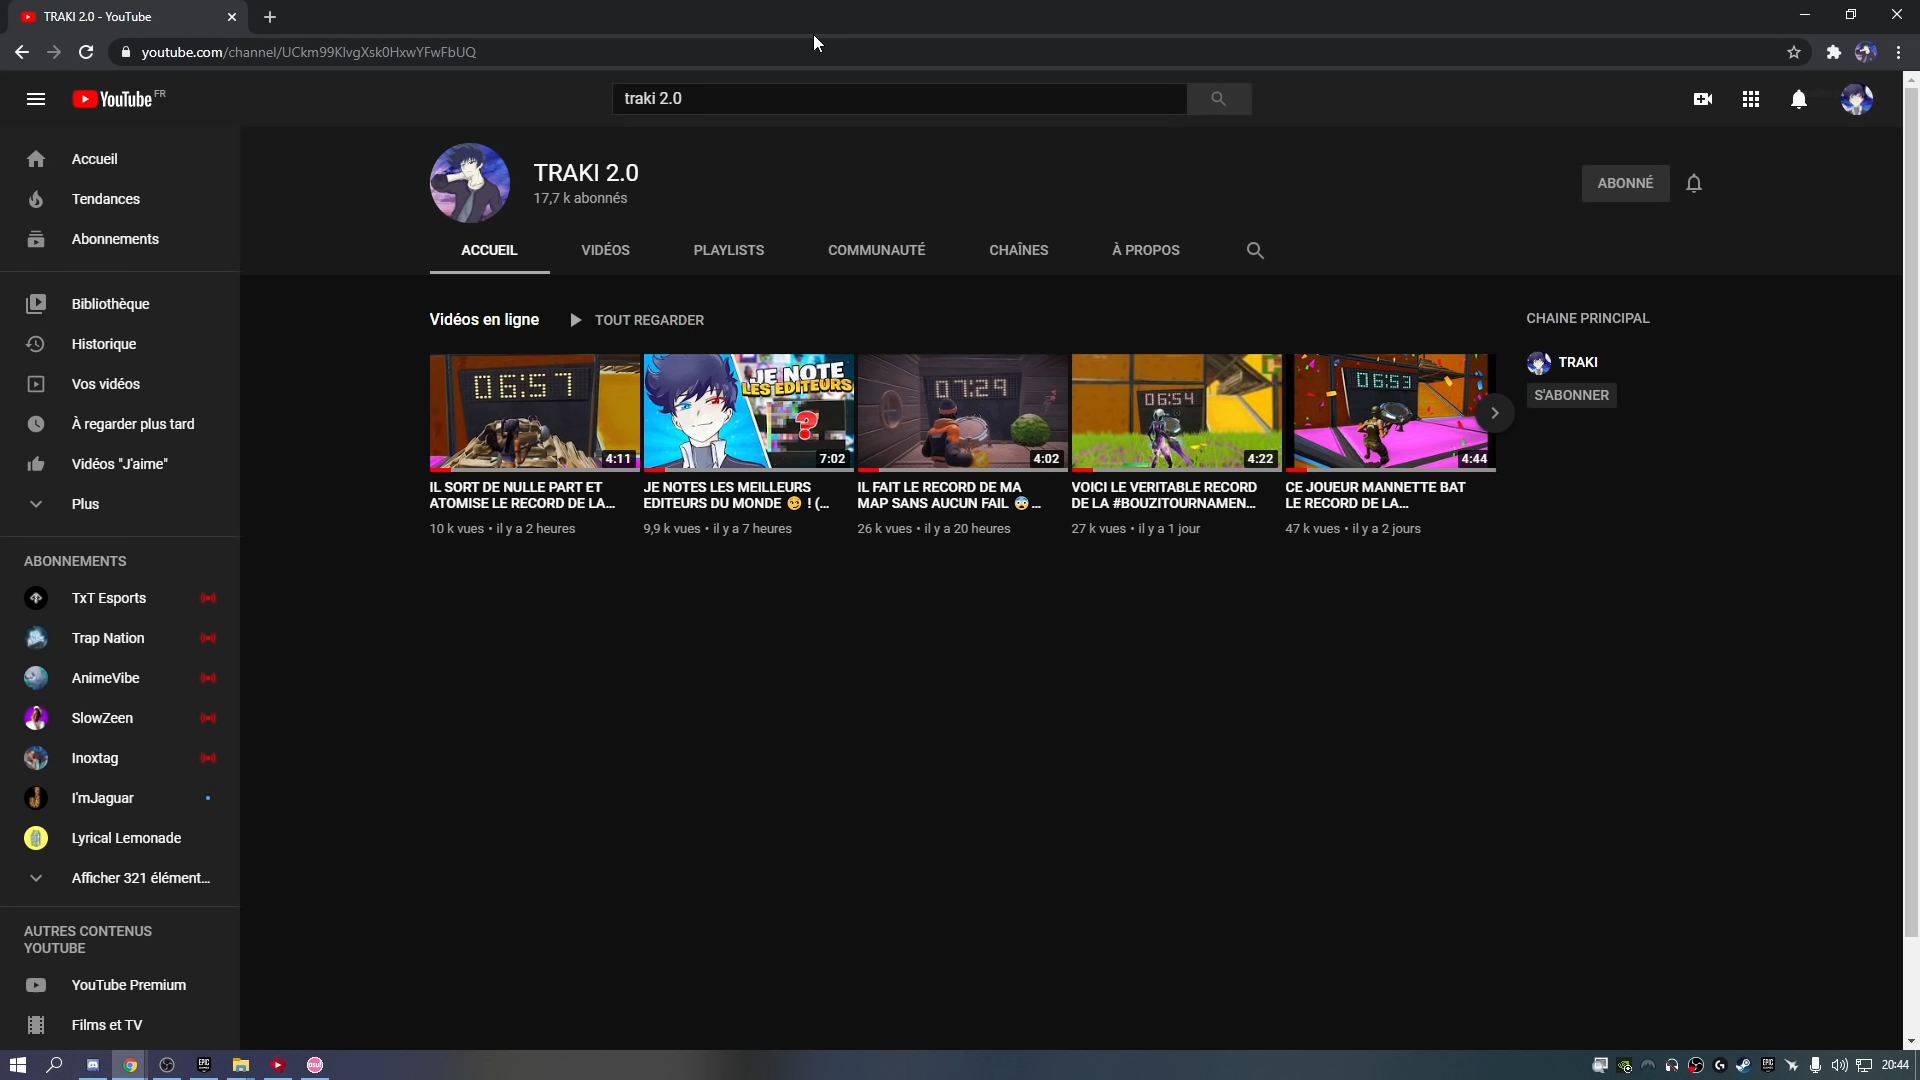 TRAKI 2.0 - YouTube
youtube.com/channel/UCkm99KlvgXsk0HxwYFwFbUQ
YouTube FR
traki 2.0
Accueil
Tendances
Abonnements
Bibliothèque
Historique
Vos vidéos
À regarder plus tard
Vidéos "J'aime"
Plus
ABONNEMENTS
TxT Esports
Trap Nation
AnimeVibe
SlowZeen
Inoxtag
I'mJaguar
Lyrical Lemonade
Afficher 321 élément...
AUTRES CONTENUS
YOUTUBE
YouTube Premium
Films et TV
TRAKI 2.0
17,7 k abonnés
ABONNÉ
ACCUEIL
VIDÉOS
PLAYLISTS
COMMUNAUTÉ
CHAÎNES
À PROPOS
Vidéos en ligne
TOUT REGARDER
06:57
4:11
IL SORT DE NULLE PART ET
ATOMISE LE RECORD DE LA...
10 k vues • il y a 2 heures
JE NOTE
LES EDITEURS
?
7:02
JE NOTES LES MEILLEURS
EDITEURS DU MONDE 😏 ! (...
9,9 k vues • il y a 7 heures
07:29
4:02
IL FAIT LE RECORD DE MA
MAP SANS AUCUN FAIL 😨 ...
26 k vues • il y a 20 heures
06:54
4:22
VOICI LE VERITABLE RECORD
DE LA #BOUZITOURNAMEN...
27 k vues • il y a 1 jour
06:53
4:44
CE JOUEUR MANNETTE BAT
LE RECORD DE LA...
47 k vues • il y a 2 jours
CHAINE PRINCIPAL
TRAKI
S'ABONNER
EPIC
osu!
EPIC
20:44